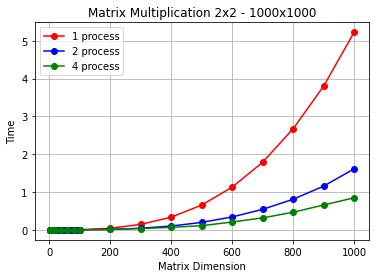 Matrix Multiplication 2x2 - 1000x1000
1 process
2 process
4 process
5
4
3
2
1
0
Time
0 200 400 600 800 1000
Matrix Dimension